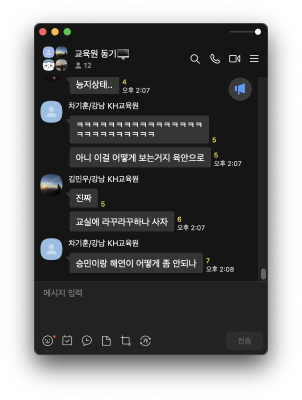 교육원 동기
12
능지상태..
4
오후 2:07
차기훈/강남 KH교육원
ㅋㅋㅋㅋㅋㅋㅋㅋㅋㅋㅋㅋㅋㅋㅋㅋ
ㅋㅋㅋㅋㅋㅋㅋㅋㅋㅋ
5
아니 이걸 어떻게 보는거지 육안으로
5
오후 2:07
김민우/강남 KH교육원
진짜
5
교실에 라꾸라꾸하나 사자
6
오후 2:07
차기훈/강남 KH교육원
승민이랑 해연이 어떻게 좀 안되나
7
오후 2:08
메시지 입력
전송